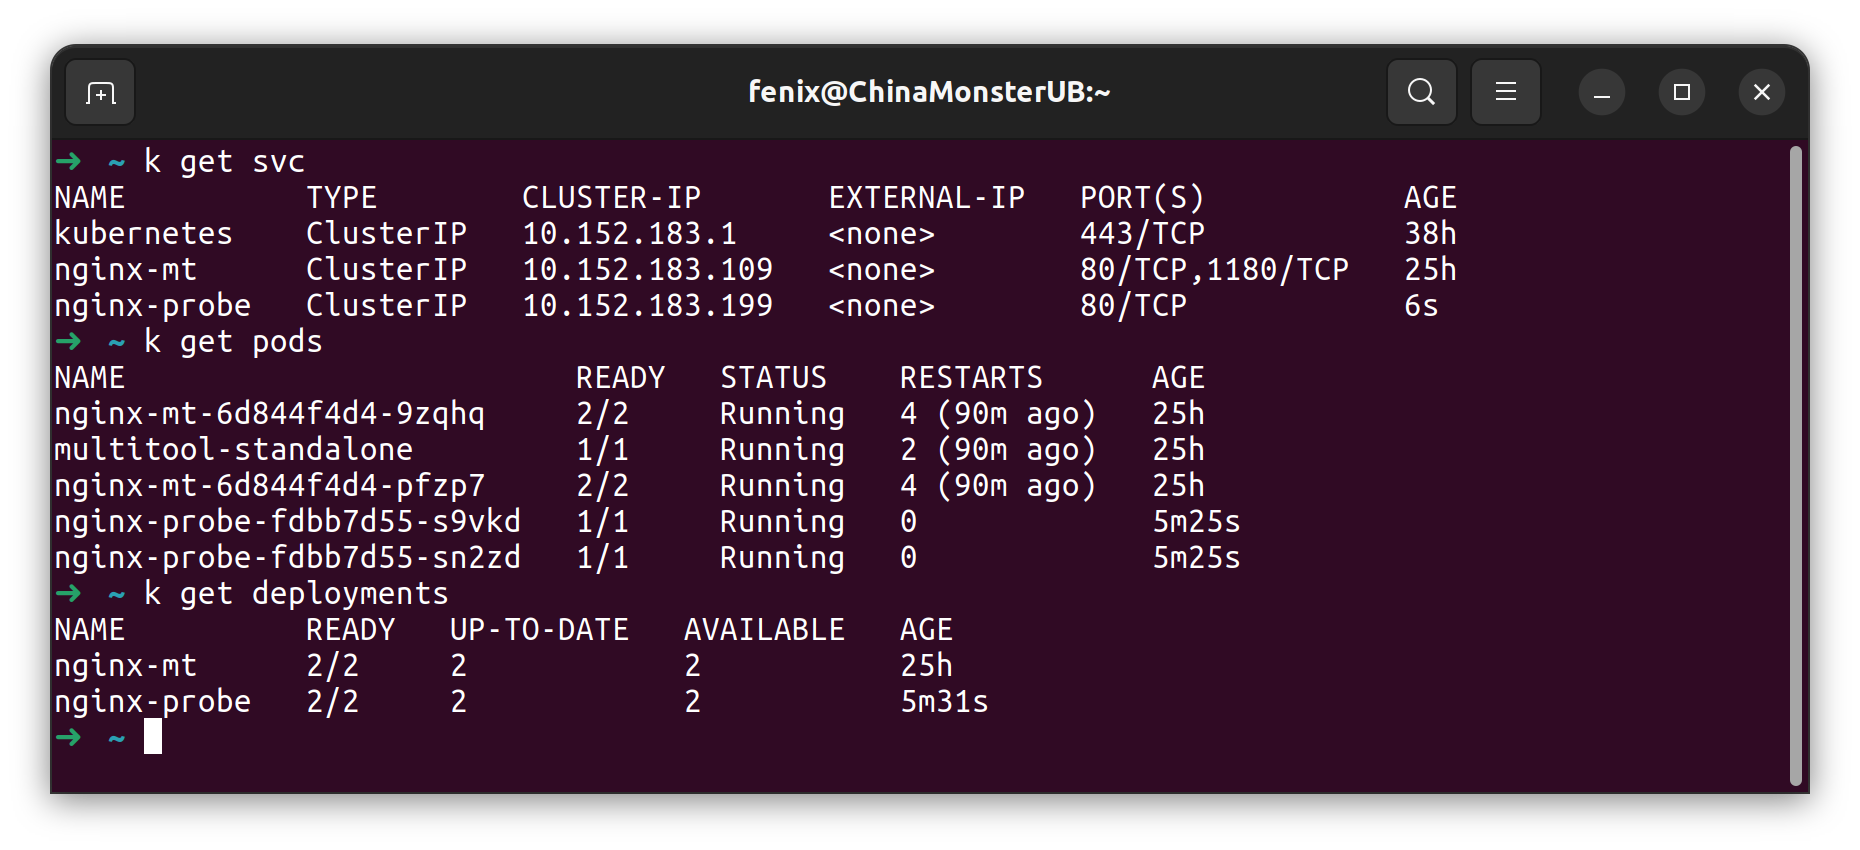 fenix@ChinaMonsterUB:~
➜ ~ k get svc
NAME TYPE CLUSTER-IP EXTERNAL-IP PORT(S) AGE
kubernetes ClusterIP 10.152.183.1 <none> 443/TCP 38h
nginx-mt ClusterIP 10.152.183.109 <none> 80/TCP,1180/TCP 25h
nginx-probe ClusterIP 10.152.183.199 <none> 80/TCP 6s
➜ ~ k get pods
NAME READY STATUS RESTARTS AGE
nginx-mt-6d844f4d4-9zqhq 2/2 Running 4 (90m ago) 25h
multitool-standalone 1/1 Running 2 (90m ago) 25h
nginx-mt-6d844f4d4-pfzp7 2/2 Running 4 (90m ago) 25h
nginx-probe-fdbb7d55-s9vkd 1/1 Running 0 5m25s
nginx-probe-fdbb7d55-sn2zd 1/1 Running 0 5m25s
➜ ~ k get deployments
NAME READY UP-TO-DATE AVAILABLE AGE
nginx-mt 2/2 2 2 25h
nginx-probe 2/2 2 2 5m31s
➜ ~